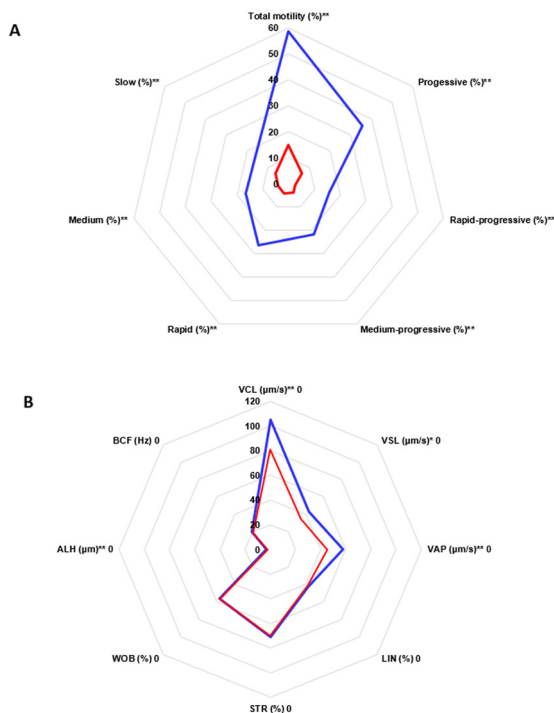 A
Total motility (%)**
60
50
40
30
20
10
0
Progessive (%)**
Rapid-progressive (%)**
Medium-progressive (%)**
Rapid (%)**
Medium (%)**
Slow (%)**
B
VCL (µm/s)** 0
120
100
80
60
40
20
0
VSL (µm/s)* 0
VAP (µm/s)** 0
LIN (%) 0
STR (%) 0
WOB (%) 0
ALH (µm)** 0
BCF (Hz) 0